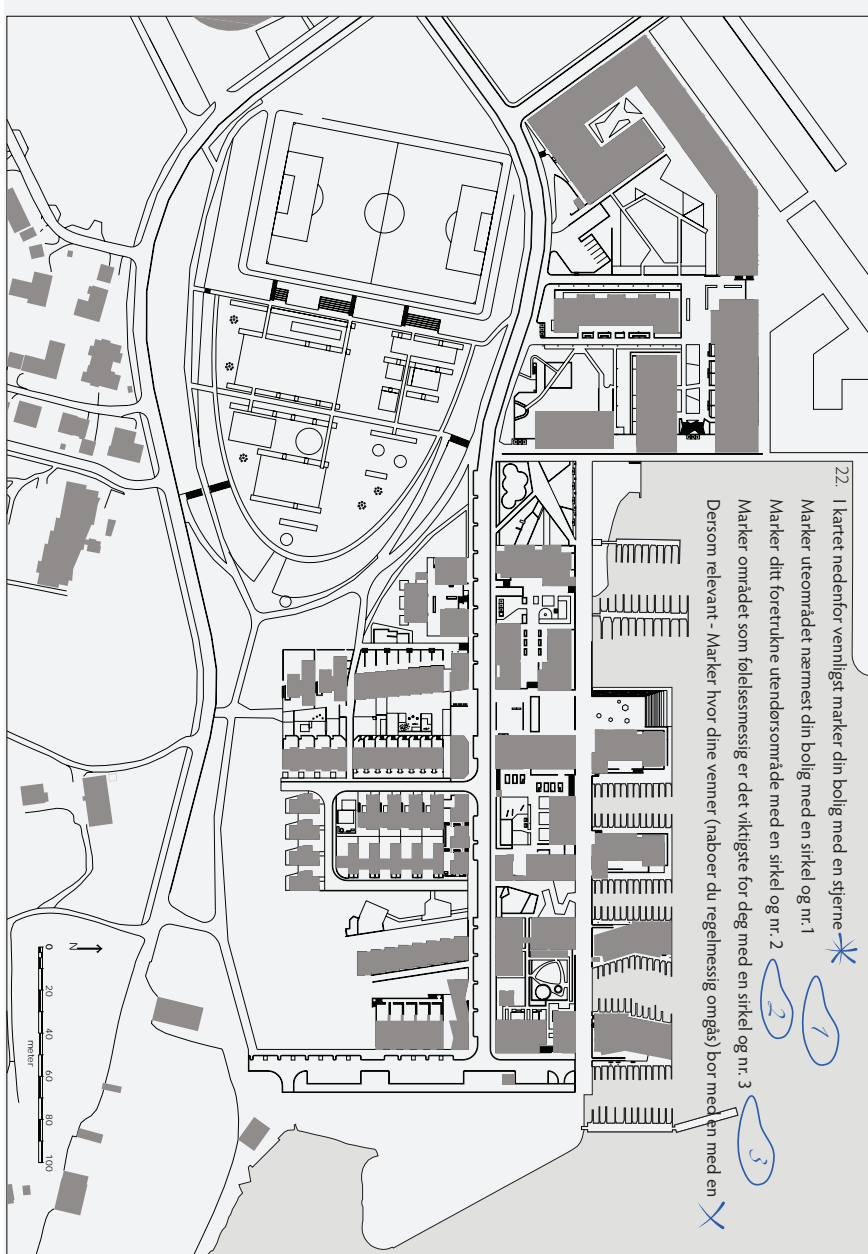 22. I kartet nedenfor vennligst marker din bolig med en stjerne
Marker uteområdet nærmest din bolig med en sirkel og nr.1
1
Marker ditt foretrukne utendørsområde med en sirkel og nr. 2
2
Marker området som følelsesmessig er det viktigste for deg med en sirkel og nr. 3
3
Dersom relevant - Marker hvor dine venner (naboer du regelmessig omgås) bor med en med en X
N
0 20 40 60 80 100
meter